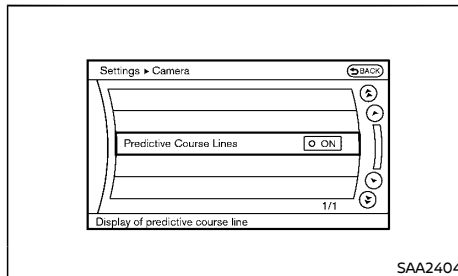 Settings ▸ Camera
BACK
Predictive Course Lines
ON
1/1
Display of predictive course line
SAA2404